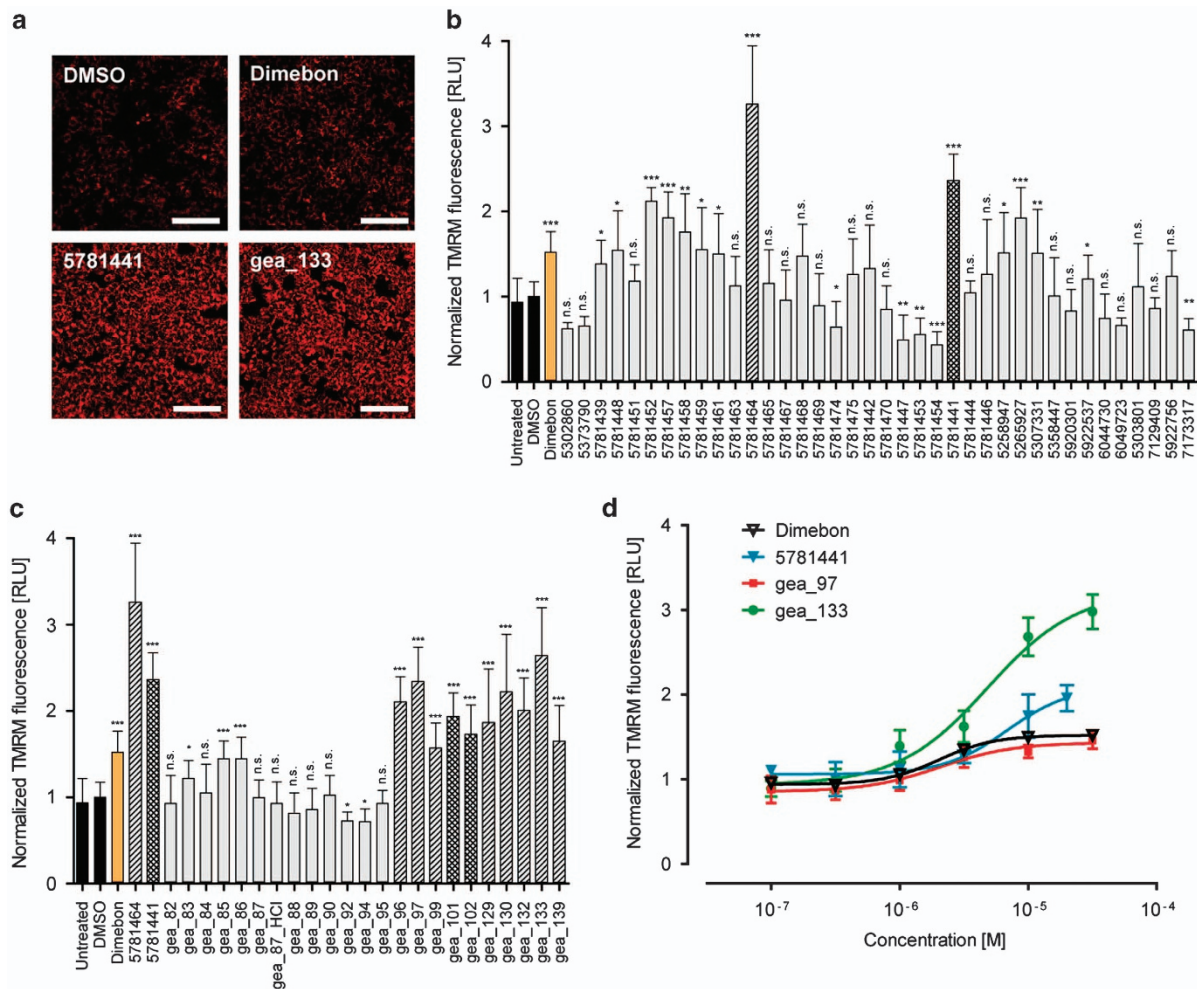 a
DMSO
Dimebon
5781441
gea_133
b
Normalized TMRM fluorescence [RLU]
4
3
2
1
0
***
n.s.
n.s.
*
*
n.s.
***
***
**
*
*
n.s.
***
n.s.
n.s.
n.s.
n.s.
*
n.s.
n.s.
n.s.
**
**
***
***
n.s.
n.s.
*
***
**
n.s.
n.s.
*
n.s.
n.s.
n.s.
n.s.
n.s.
**
Untreated
DMSO
Dimebon
5302860
5373790
5781439
5781448
5781451
5781452
5781457
5781458
5781459
5781461
5781463
5781464
5781465
5781467
5781468
5781469
5781474
5781475
5781442
5781470
5781447
5781453
5781454
5781441
5781444
5781446
5258947
5265927
5307331
5358447
5920301
5922537
6044730
6049723
5303801
7129409
5922756
7173317
c
Normalized TMRM fluorescence [RLU]
4
3
2
1
0
***
***
***
n.s.
*
n.s.
***
***
n.s.
n.s.
n.s.
n.s.
n.s.
*
*
n.s.
***
***
***
***
***
***
***
***
***
***
Untreated
DMSO
Dimebon
5781464
5781441
gea_82
gea_83
gea_84
gea_85
gea_86
gea_87
gea_87_HCl
gea_88
gea_89
gea_90
gea_92
gea_94
gea_95
gea_96
gea_97
gea_99
gea_101
gea_102
gea_129
gea_130
gea_132
gea_133
gea_139
d
Normalized TMRM fluorescence [RLU]
4
3
2
1
0
Dimebon
5781441
gea_97
gea_133
10⁻⁷
10⁻⁶
10⁻⁵
10⁻⁴
Concentration [M]